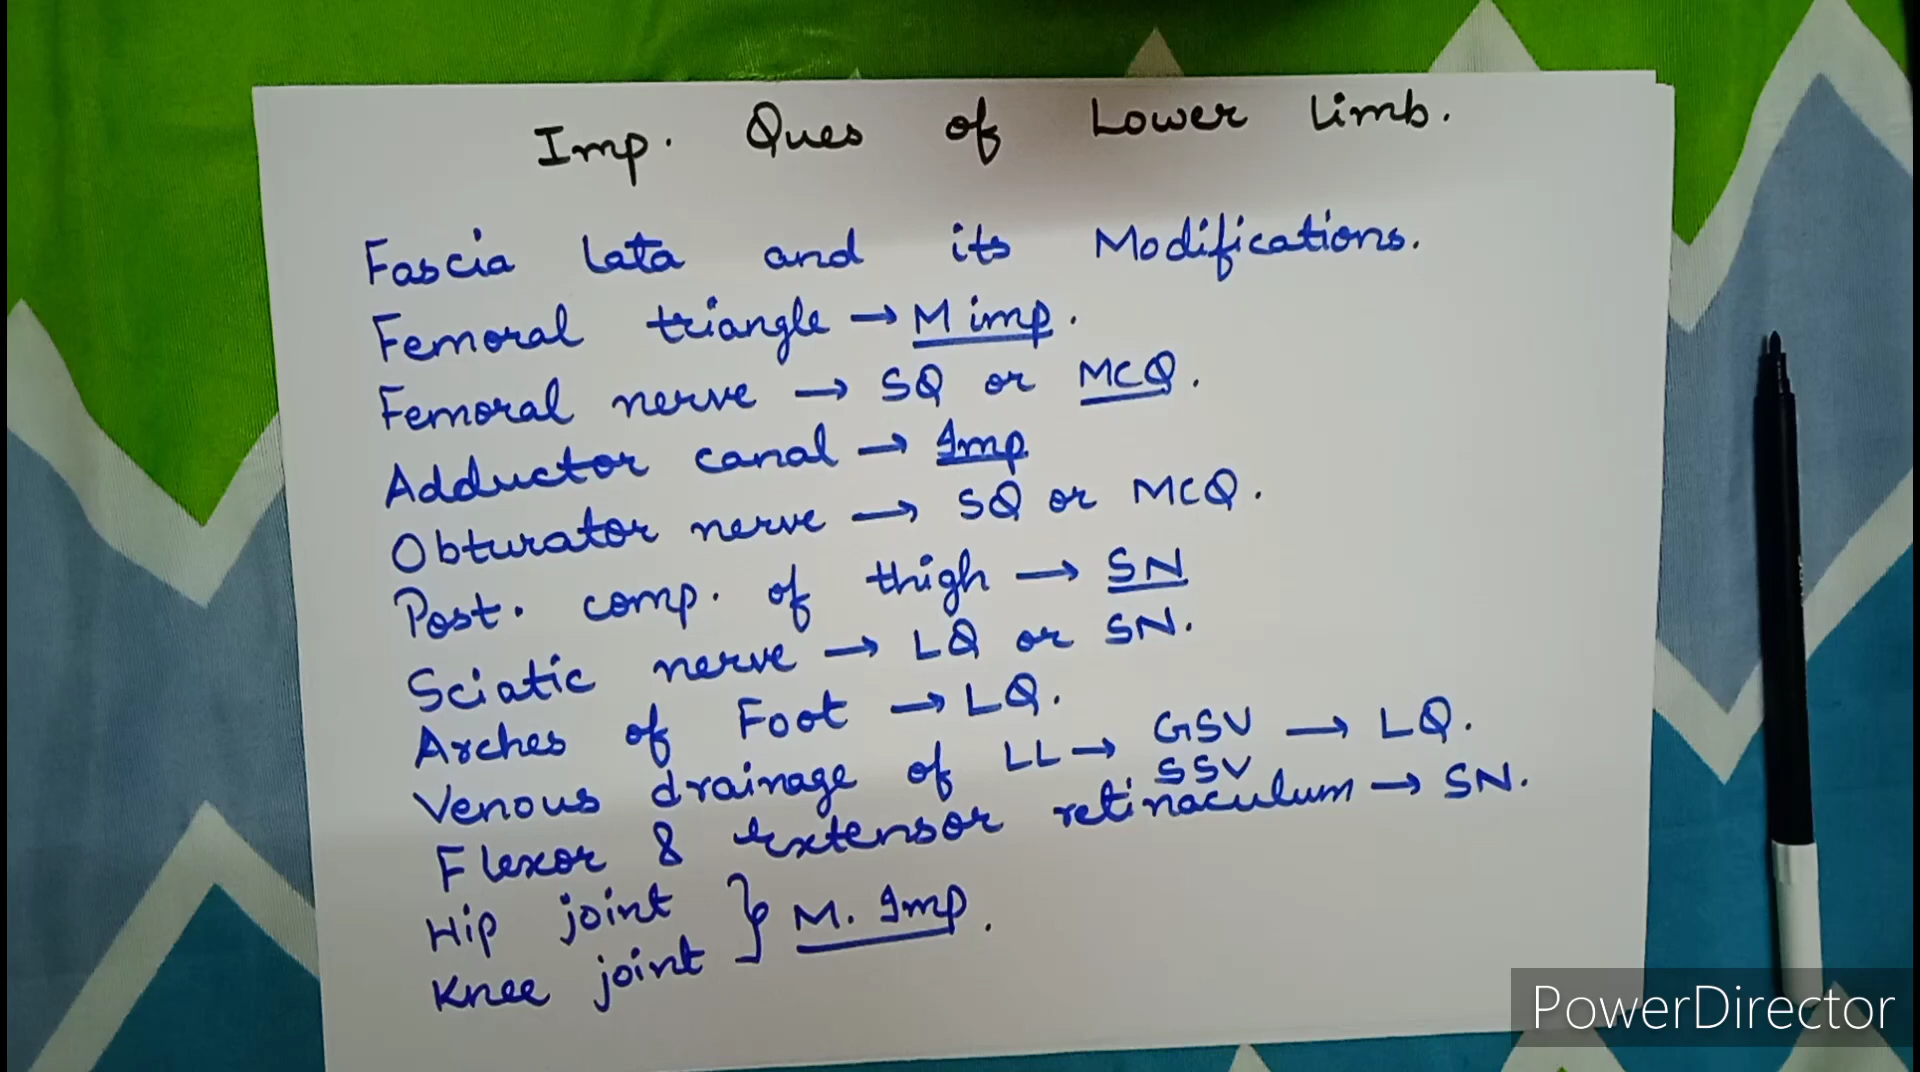 Imp. Ques of Lower limb.
Fascia lata and its Modifications.
Femoral triangle → M imp.
Femoral nerve → SQ or MCQ.
Adductor canal → Imp
Obturator nerve → SQ or MCQ.
Post. comp. of thigh → SN
Sciatic nerve → LQ or SN.
Arches of Foot → LQ.
Venous drainage of LL → GSV → LQ.
SSV
Flexor & extensor retinaculum → SN.
Hip joint } M. Imp.
Knee joint
PowerDirector